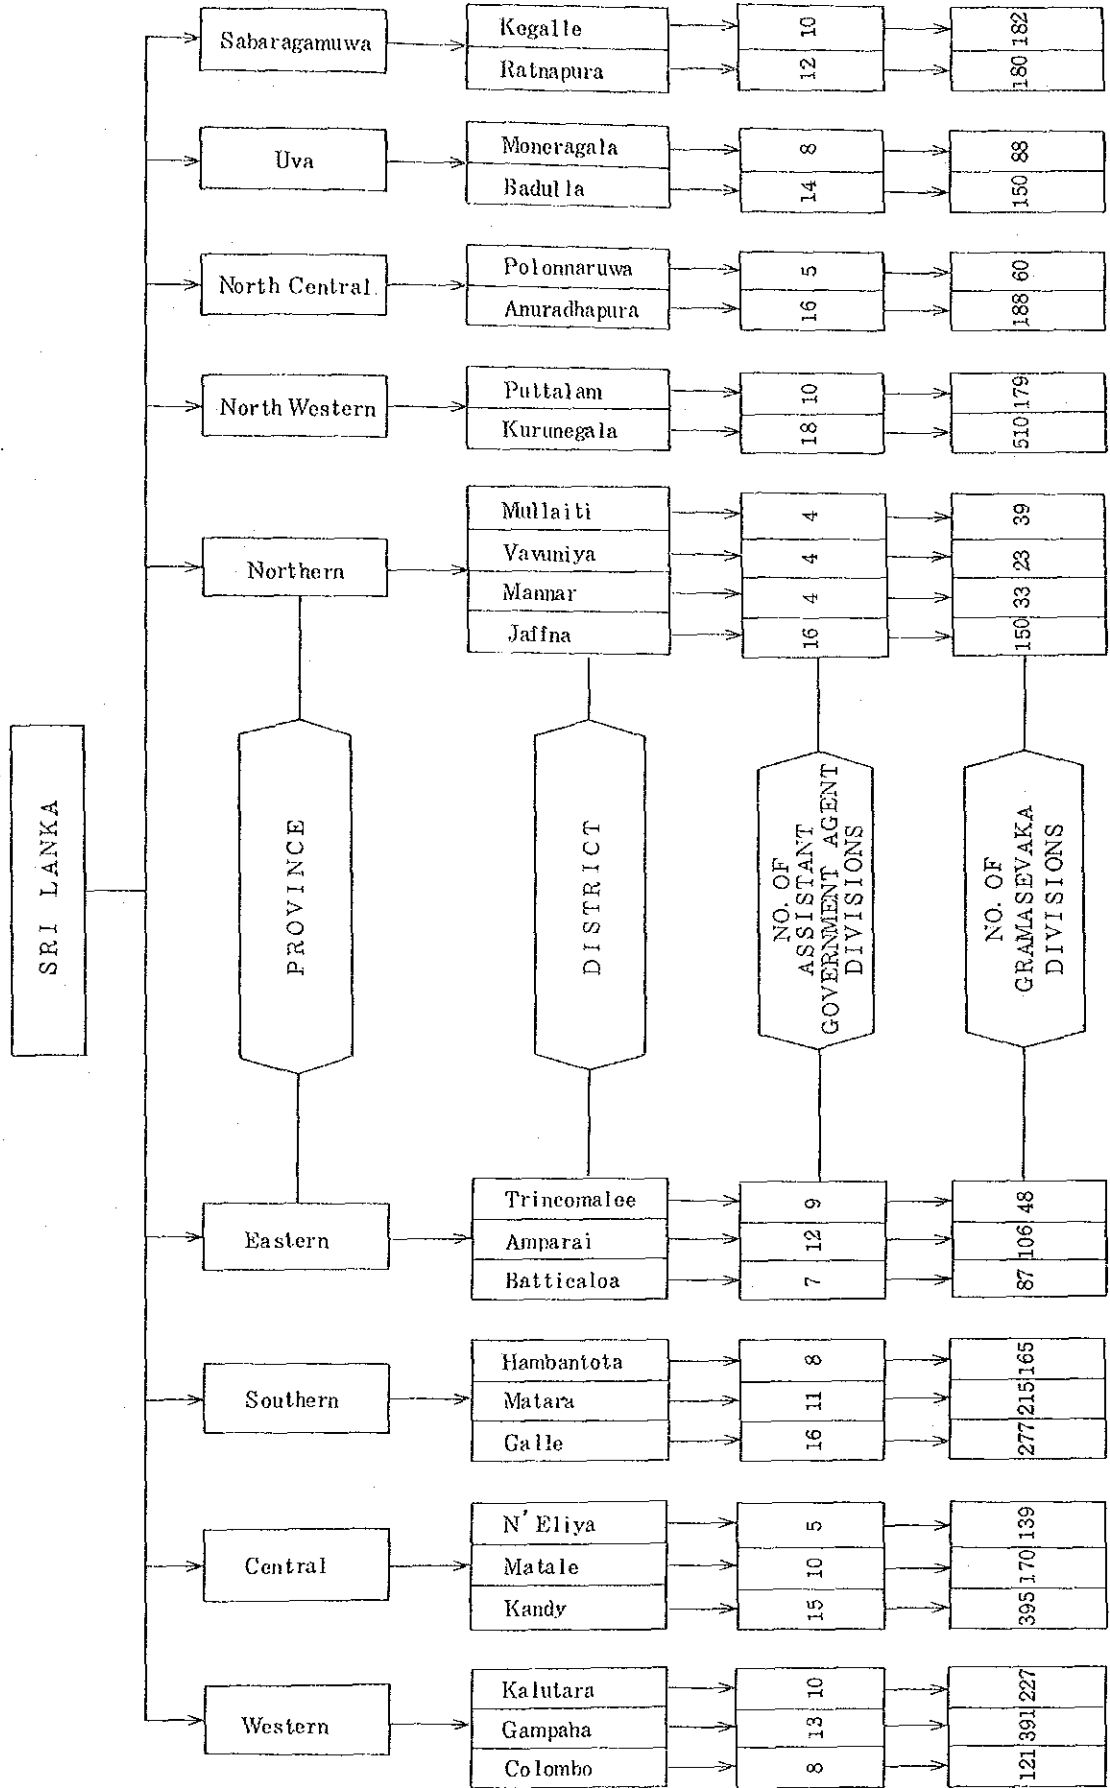 SRI LANKA
PROVINCE
DISTRICT
NO. OF
ASSISTANT
GOVERNMENT AGENT
DIVISIONS
NO. OF
GRAMASEVAKA
DIVISIONS
Sabaragamuwa
Kegalle 10 182
Ratnapura 12 180
Uva
Moneragala 8 88
Badulla 14 150
North Central
Polonnaruwa 5 60
Anuradhapura 16 188
North Western
Puttalam 10 179
Kurunegala 18 510
Northern
Mullaiti 4 39
Vavuniya 4 23
Mannar 4 33
Jaffna 16 150
Eastern
Trincomalee 9 48
Amparai 12 106
Batticaloa 7 87
Southern
Hambantota 8 165
Matara 11 215
Galle 16 277
Central
N' Eliya 5 139
Matale 10 170
Kandy 15 395
Western
Kalutara 10 227
Gampaha 13 391
Colombo 8 121